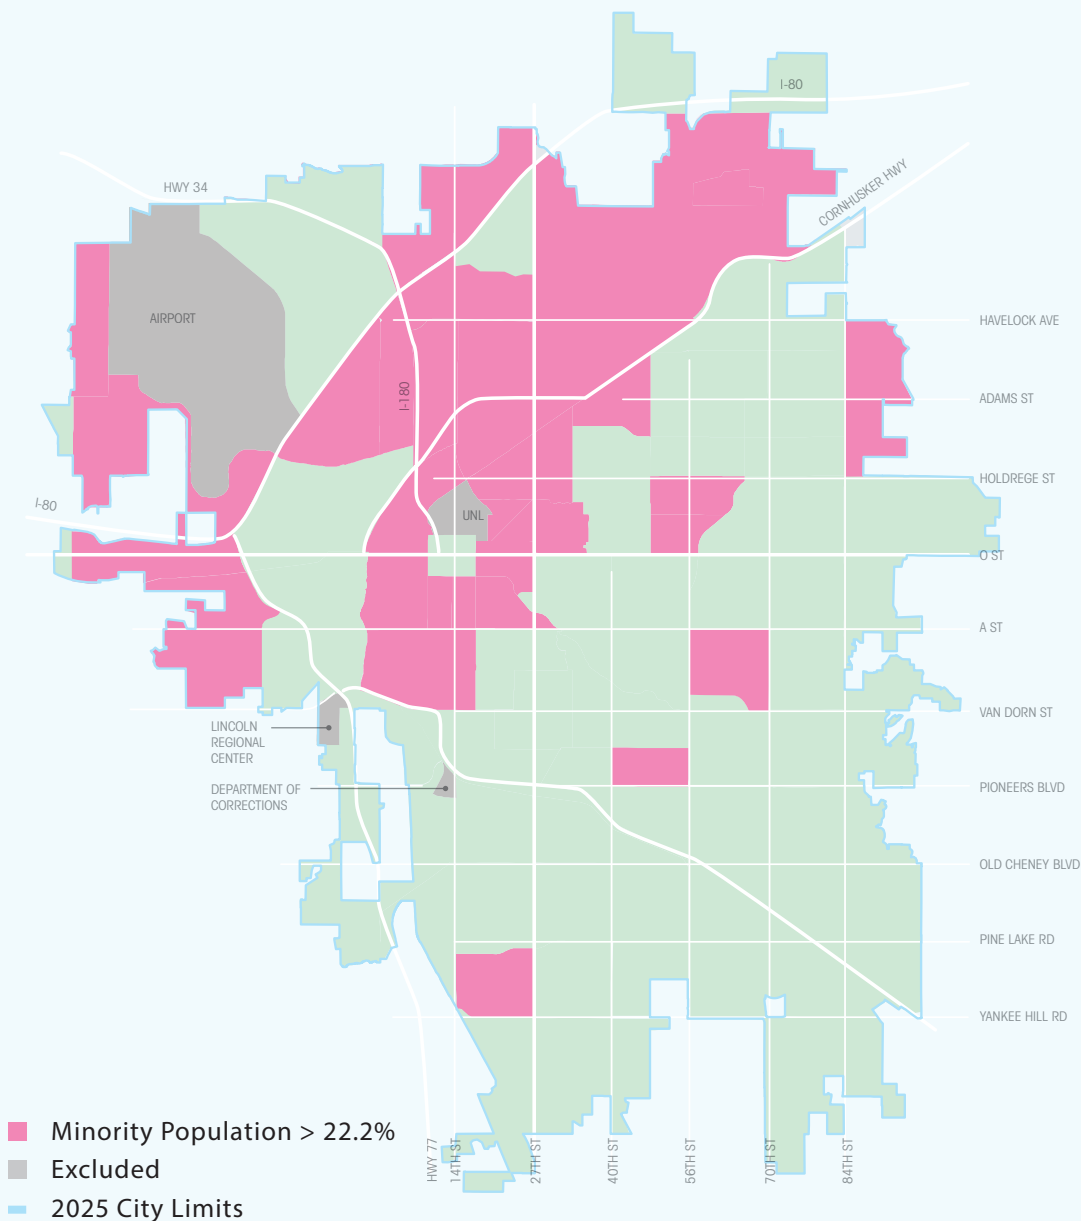 I-80
HWY 34
CORNHUSKER HWY
AIRPORT
HAVELOCK AVE
I-180
ADAMS ST
HOLDREGE ST
I-80
UNL
O ST
A ST
VAN DORN ST
LINCOLN
REGIONAL
CENTER
DEPARTMENT OF
CORRECTIONS
PIONEERS BLVD
OLD CHENEY BLVD
PINE LAKE RD
YANKEE HILL RD
HWY 77
14TH ST
27TH ST
40TH ST
56TH ST
70TH ST
84TH ST
Minority Population > 22.2%
Excluded
2025 City Limits